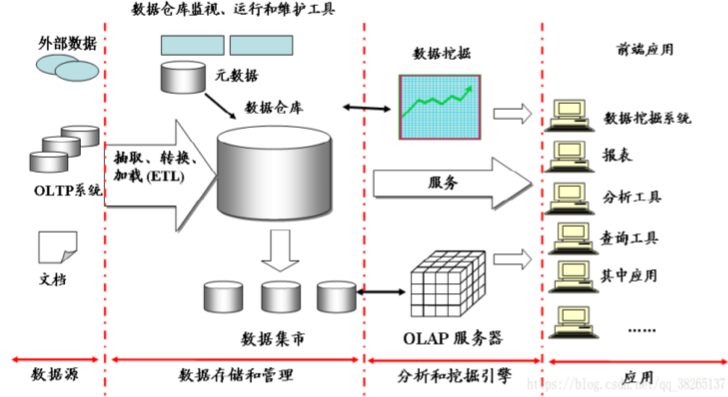 数据仓库监视、运行和维护工具
外部数据
元数据
数据仓库
数据挖掘
前端应用
抽取、转换、
加载(ETL)
OLTP系统
文档
数据集市
服务
OLAP 服务器
数据挖掘系统
报表
分析工具
查询工具
其中应用
......
数据源
数据存储和管理
分析和挖掘引擎
应用
https://blog.csdn.net/qq_38265137